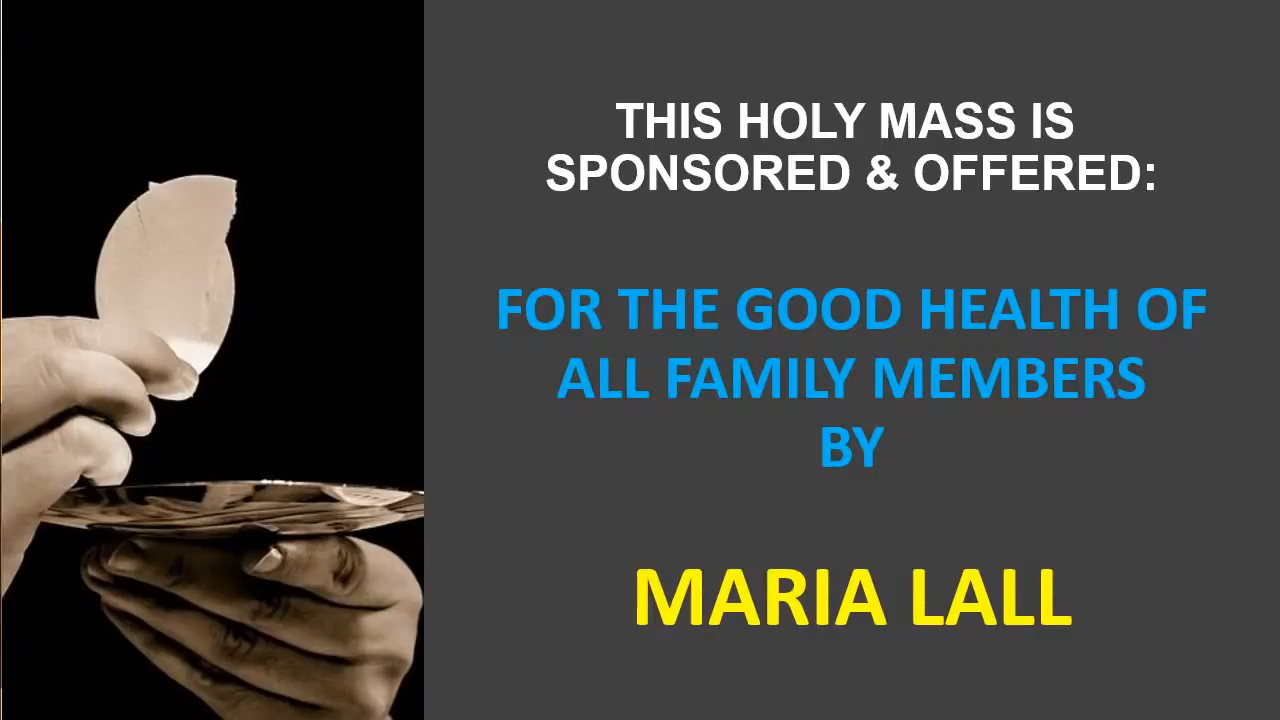 THIS HOLY MASS IS
SPONSORED & OFFERED:
FOR THE GOOD HEALTH OF
ALL FAMILY MEMBERS
BY
MARIA LALL